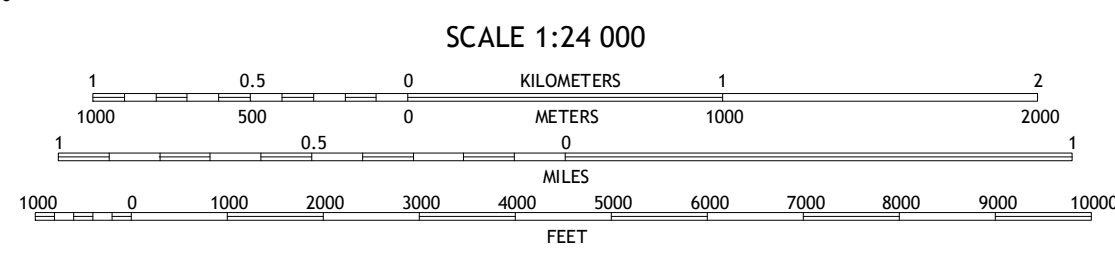 SCALE 1:24 000
1 0.5 0 KILOMETERS 1 2
1000 500 0 METERS 1000 2000
1 0.5 0 1
MILES
1000 0 1000 2000 3000 4000 5000 6000 7000 8000 9000 10000
FEET